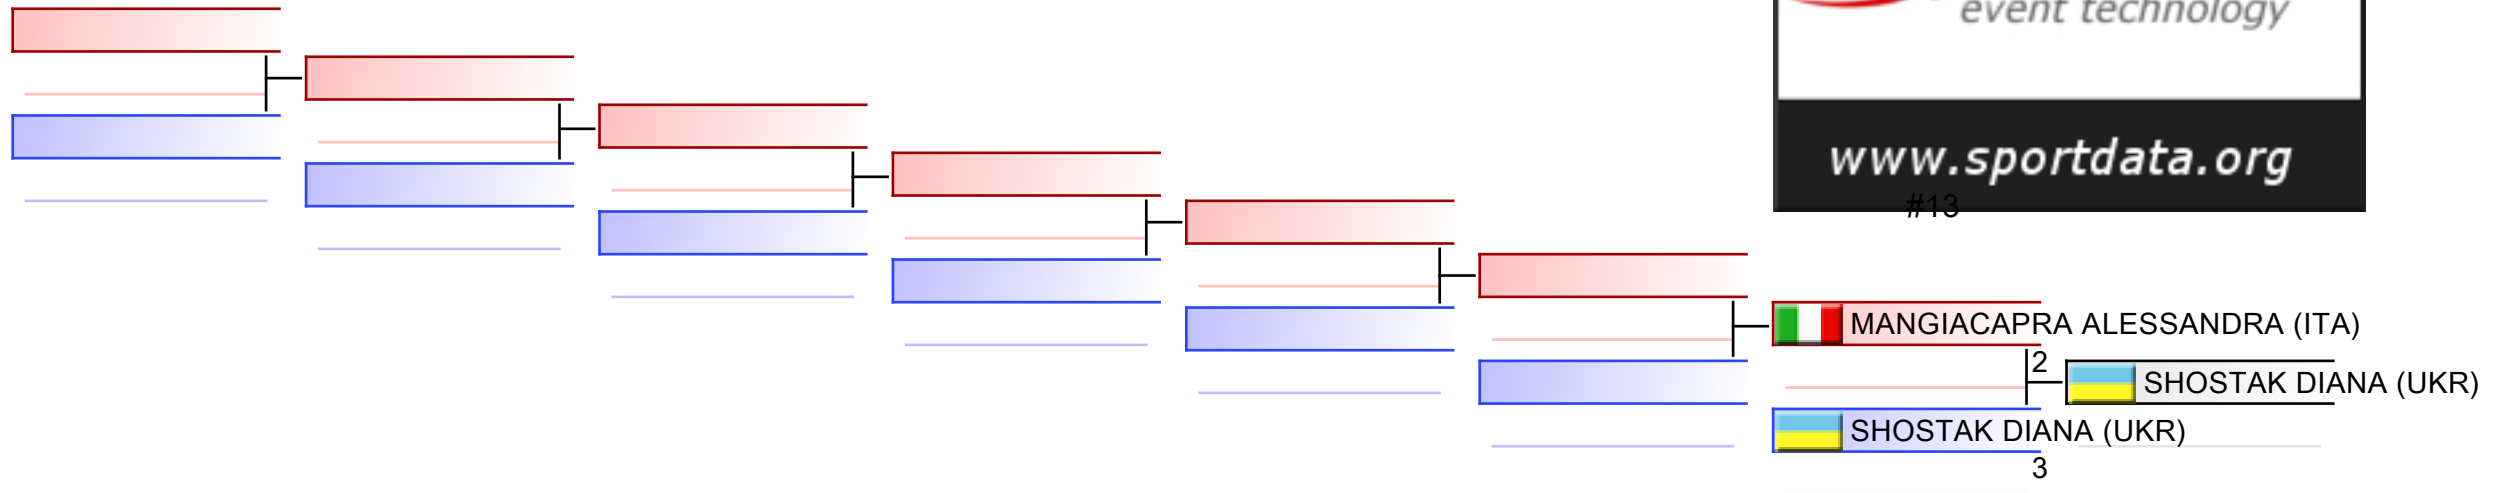 event technology
www.sportdata.org
#13
MANGIACAPRA ALESSANDRA (ITA)
2
SHOSTAK DIANA (UKR)
SHOSTAK DIANA (UKR)
3